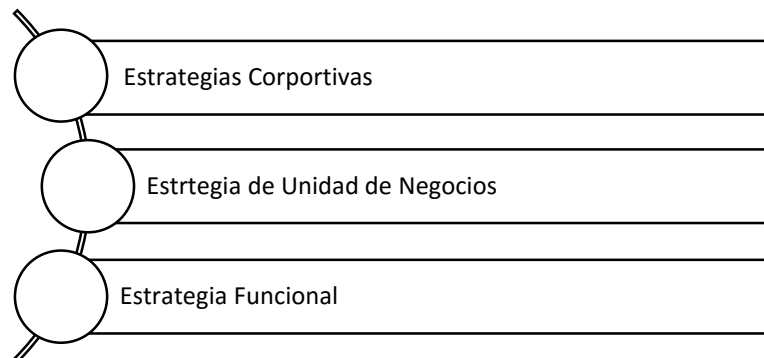 Estrategias Corportivas
Estrtegia de Unidad de Negocios
Estrategia Funcional